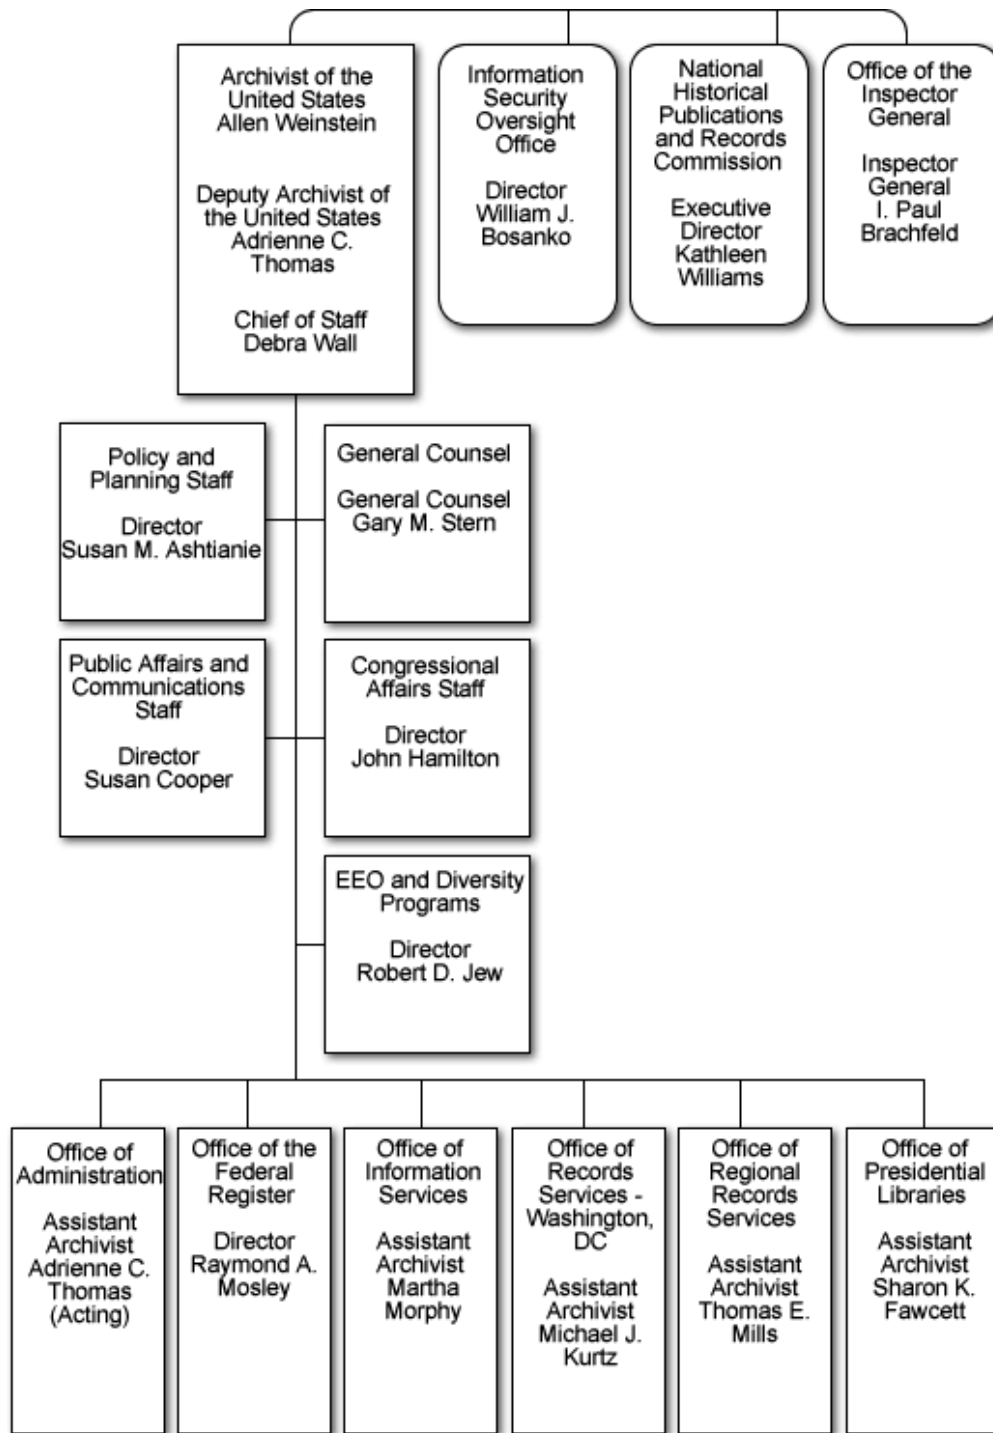 Archivist of the
United States
Allen Weinstein
Deputy Archivist of
the United States
Adrienne C.
Thomas
Chief of Staff
Debra Wall
Information
Security
Oversight
Office
Director
William J.
Bosanko
National
Historical
Publications
and Records
Commission
Executive
Director
Kathleen
Williams
Office of the
Inspector
General
Inspector
General
I. Paul
Brachfeld
Policy and
Planning Staff
Director
Susan M. Ashtianie
General Counsel
General Counsel
Gary M. Stern
Public Affairs and
Communications
Staff
Director
Susan Cooper
Congressional
Affairs Staff
Director
John Hamilton
EEO and Diversity
Programs
Director
Robert D. Jew
Office of
Administration
Assistant
Archivist
Adrienne C.
Thomas
(Acting)
Office of the
Federal
Register
Director
Raymond A.
Mosley
Office of
Information
Services
Assistant
Archivist
Martha
Morphy
Office of
Records
Services -
Washington,
DC
Assistant
Archivist
Michael J.
Kurtz
Office of
Regional
Records
Services
Assistant
Archivist
Thomas E.
Mills
Office of
Presidential
Libraries
Assistant
Archivist
Sharon K.
Fawcett